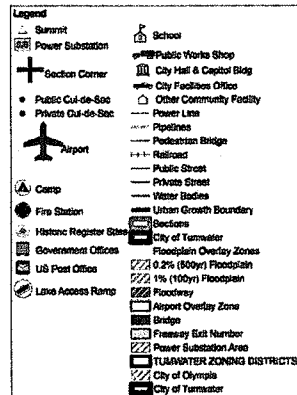 Legend
Summit
Power Substation
Section Corner
Public Cul-de-Sac
Private Cul-de-Sac
Airport
Camp
Fire Station
Historic Register Sites
Government Offices
US Post Office
Lake Access Ramp
School
Public Works Shop
City Hall & Capitol Bldg
City Facilities Office
Other Community Facility
Power Line
Pipelines
Pedestrian Bridge
Railroad
Public Street
Private Street
Water Bodies
Urban Growth Boundary
Sections
City of Tumwater
Floodplain Overlay Zones
0.2% (500yr) Floodplain
1% (100yr) Floodplain
Floodway
Airport Overlay Zone
Bridge
Freeway Exit Number
Power Substation Area
TUMWATER ZONING DISTRICTS
City of Olympia
City of Tumwater